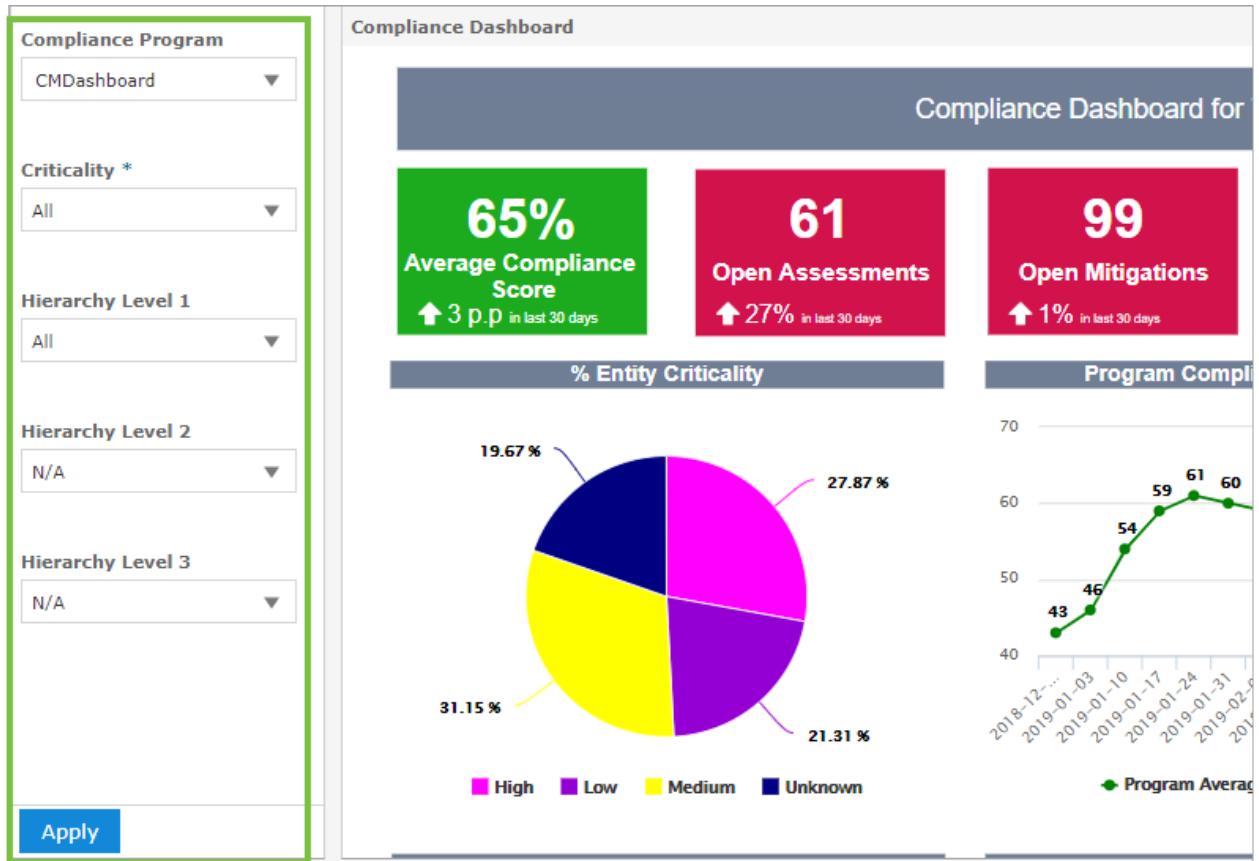 Compliance Program
CMDashboard
Criticality *
All
Hierarchy Level 1
All
Hierarchy Level 2
N/A
Hierarchy Level 3
N/A
Apply
Compliance Dashboard
Compliance Dashboard for
65%
Average Compliance
Score
3 p.p in last 30 days
61
Open Assessments
27% in last 30 days
99
Open Mitigations
1% in last 30 days
% Entity Criticality
19.67 %
27.87 %
31.15 %
21.31 %
High Low Medium Unknown
Program Compli
70
60
50
40
43
46
54
59
61
60
2018-12-...
2019-01-03
2019-01-10
2019-01-17
2019-01-24
2019-01-31
Program Averag